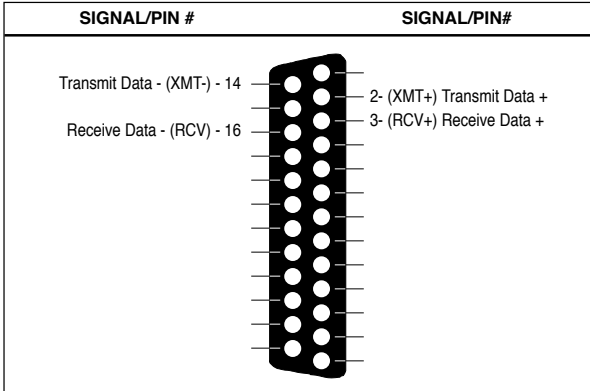 SIGNAL/PIN # SIGNAL/PIN#
Transmit Data - (XMT-) - 14
2- (XMT+) Transmit Data +
3- (RCV+) Receive Data +
Receive Data - (RCV) - 16